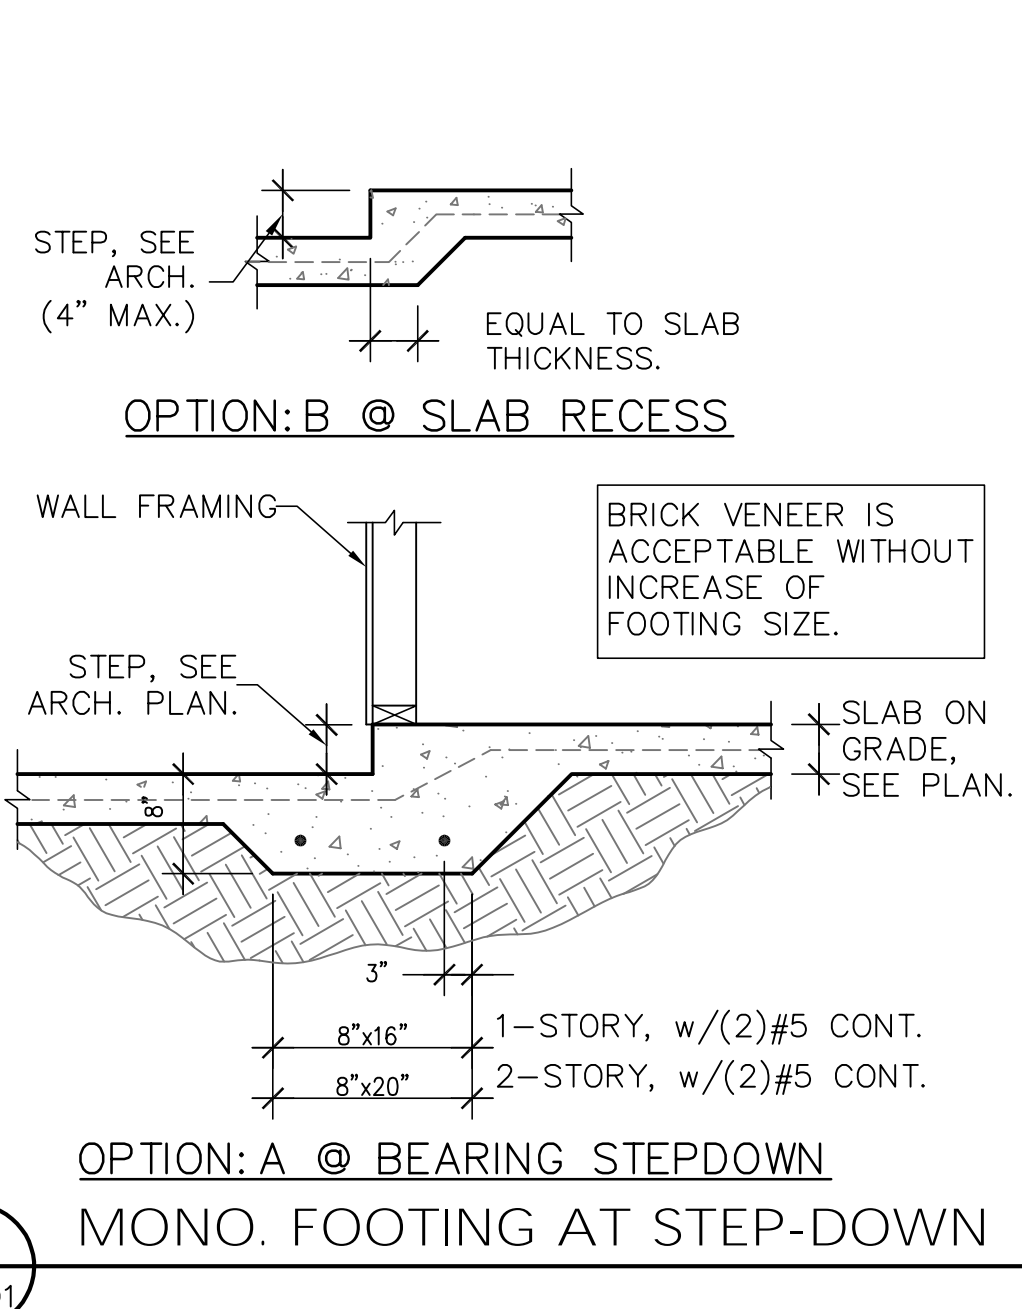 STEP, SEE
ARCH.
(4” MAX.)
EQUAL TO SLAB
THICKNESS.
OPTION: B @ SLAB RECESS
WALL FRAMING
BRICK VENEER IS
ACCEPTABLE WITHOUT
INCREASE OF
FOOTING SIZE.
STEP, SEE
ARCH. PLAN.
SLAB ON
GRADE,
SEE PLAN.
8”
3”
8”x16”
1-STORY, w/(2)#5 CONT.
8”x20”
2-STORY, w/(2)#5 CONT.
OPTION: A @ BEARING STEPDOWN
MONO. FOOTING AT STEP-DOWN